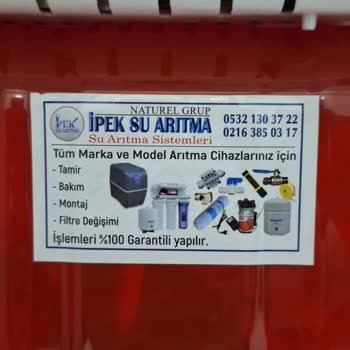 NATUREL GRUP
İPEK SU ARITMA
İPEK SU ARITMA
Su Arıtma Sistemleri
0532 130 37 22
0216 385 03 17
Tüm Marka ve Model Arıtma Cihazlarınız için
- Tamir
- Bakım
- Montaj
- Filtre Değişimi
İşlemleri %100 Garantili yapılır.